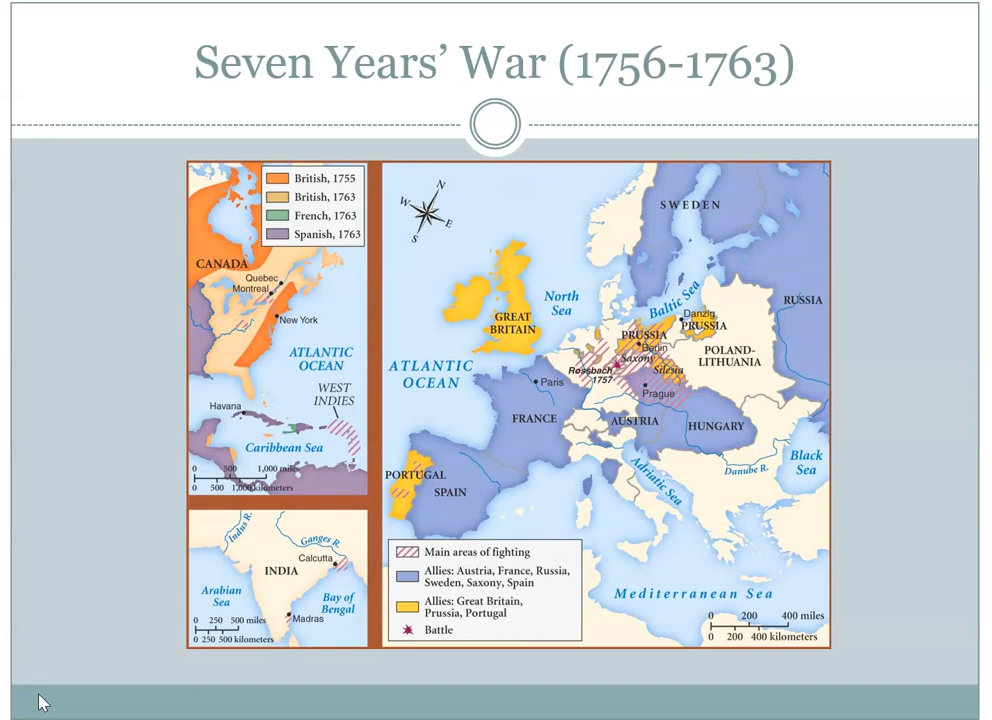 Seven Years’ War (1756-1763)
British, 1755
British, 1763
French, 1763
Spanish, 1763
CANADA
Quebec
Montreal
New York
ATLANTIC
OCEAN
WEST
INDIES
Havana
Caribbean Sea
0 500 1,000 miles
0 500 1,000 kilometers
Indus R.
Ganges R.
Calcutta
INDIA
Arabian
Sea
Bay of
Bengal
Madras
0 250 500 miles
0 250 500 kilometers
N
W
E
S
SWEDEN
RUSSIA
North
Sea
Baltic Sea
GREAT
BRITAIN
Danzig
PRUSSIA
PRUSSIA
Berlin
Saxony
Silesia
POLAND-
LITHUANIA
Rossbach
1757
ATLANTIC
OCEAN
Paris
Prague
FRANCE
AUSTRIA
HUNGARY
Black
Sea
Danube R.
Adriatic Sea
PORTUGAL
SPAIN
Main areas of fighting
Allies: Austria, France, Russia,
Sweden, Saxony, Spain
Allies: Great Britain,
Prussia, Portugal
Battle
Mediterranean Sea
0 200 400 miles
0 200 400 kilometers